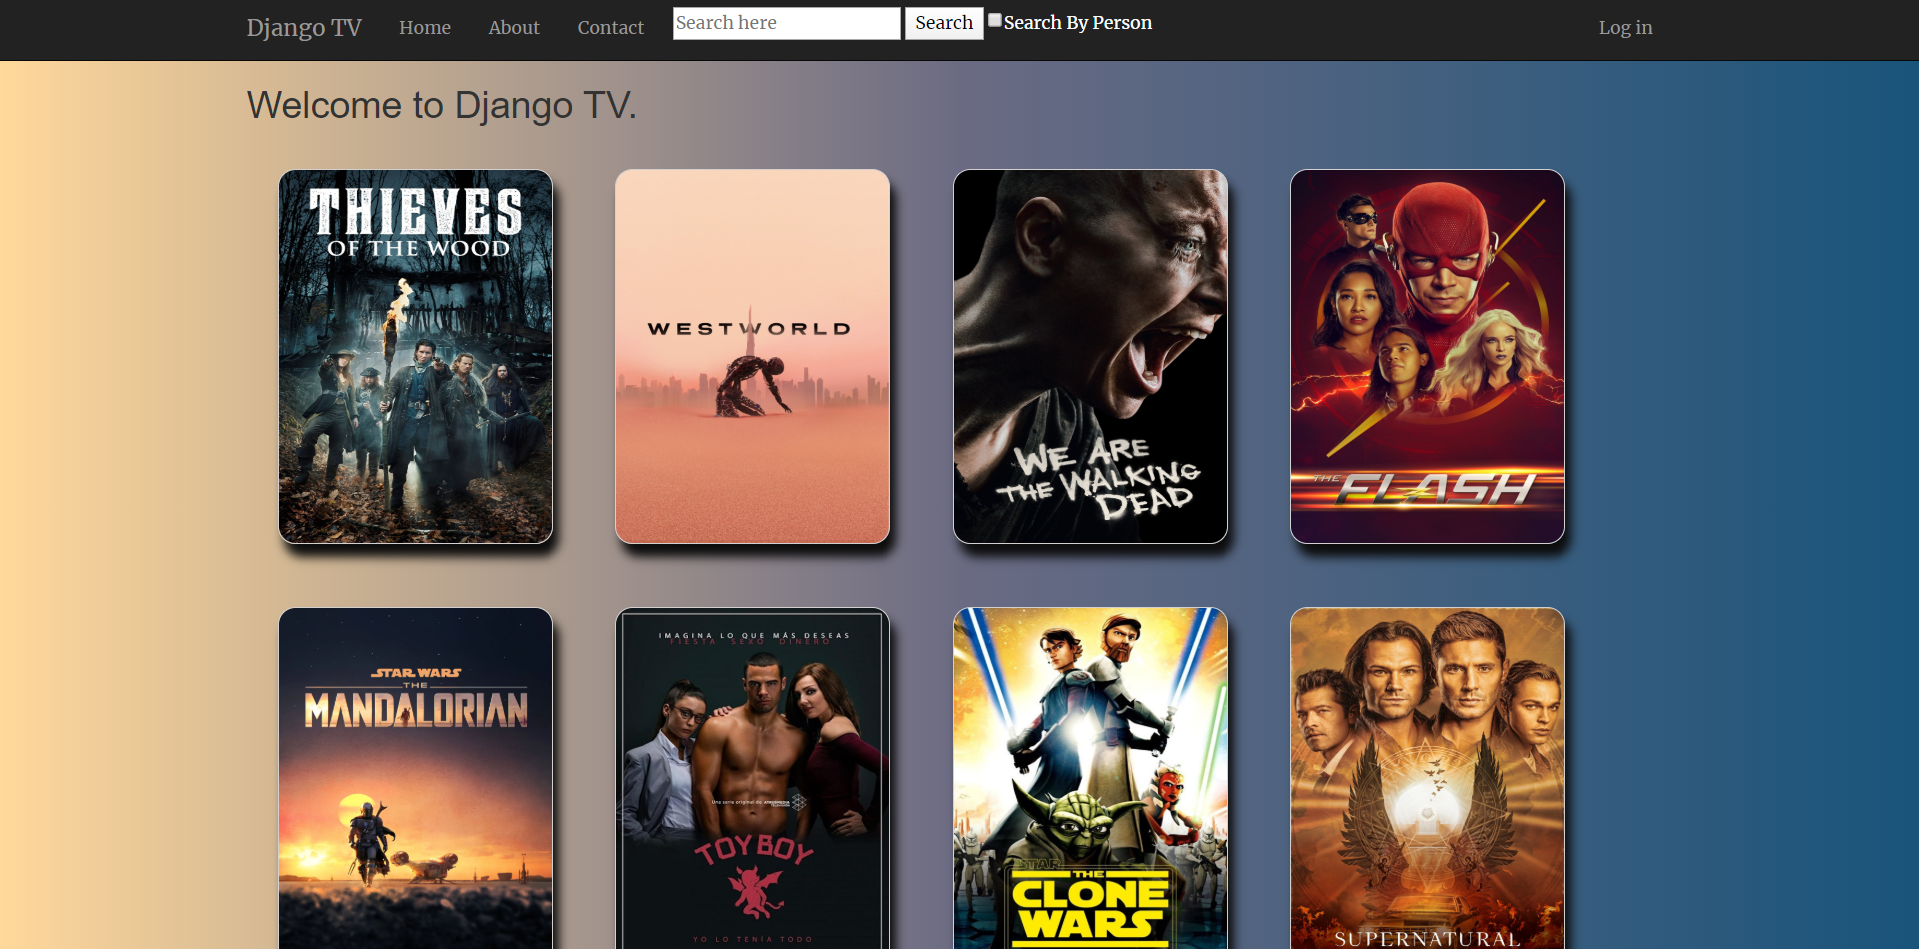 Django TV Home About Contact Search here Search Search By Person Log in
Welcome to Django TV.
THIEVES
OF THE WOOD
WESTWORLD
WE ARE
THE WALKING
DEAD
THE
FLASH
STAR WARS
THE
MANDALORIAN
IMAGINA LO QUE MÁS DESEAS
FIESTA SEXO DINERO
Una serie original de ATRESMEDIA
TELEVISIÓN
TOY BOY
YO LO TENÍA TODO
STAR
THE
CLONE
WARS
SUPERNATURAL